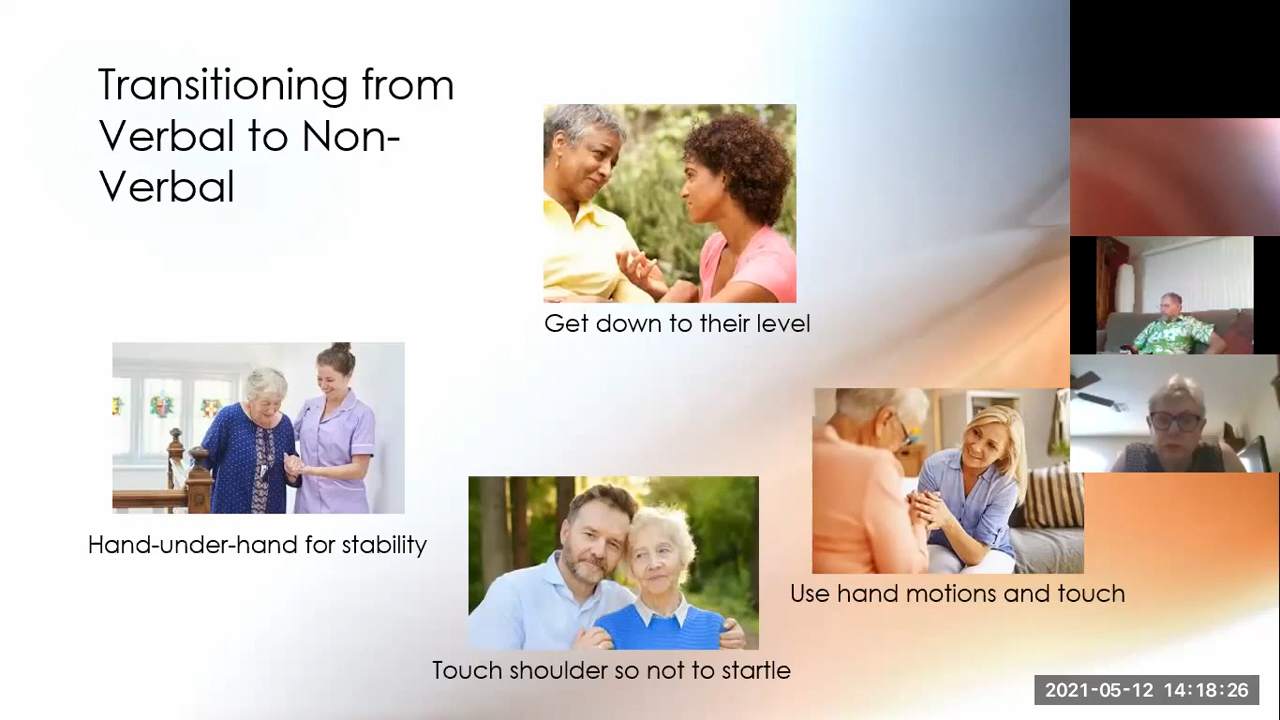 Transitioning from
Verbal to Non-
Verbal
Get down to their level
Hand-under-hand for stability
Use hand motions and touch
Touch shoulder so not to startle
2021-05-12 14:18:26